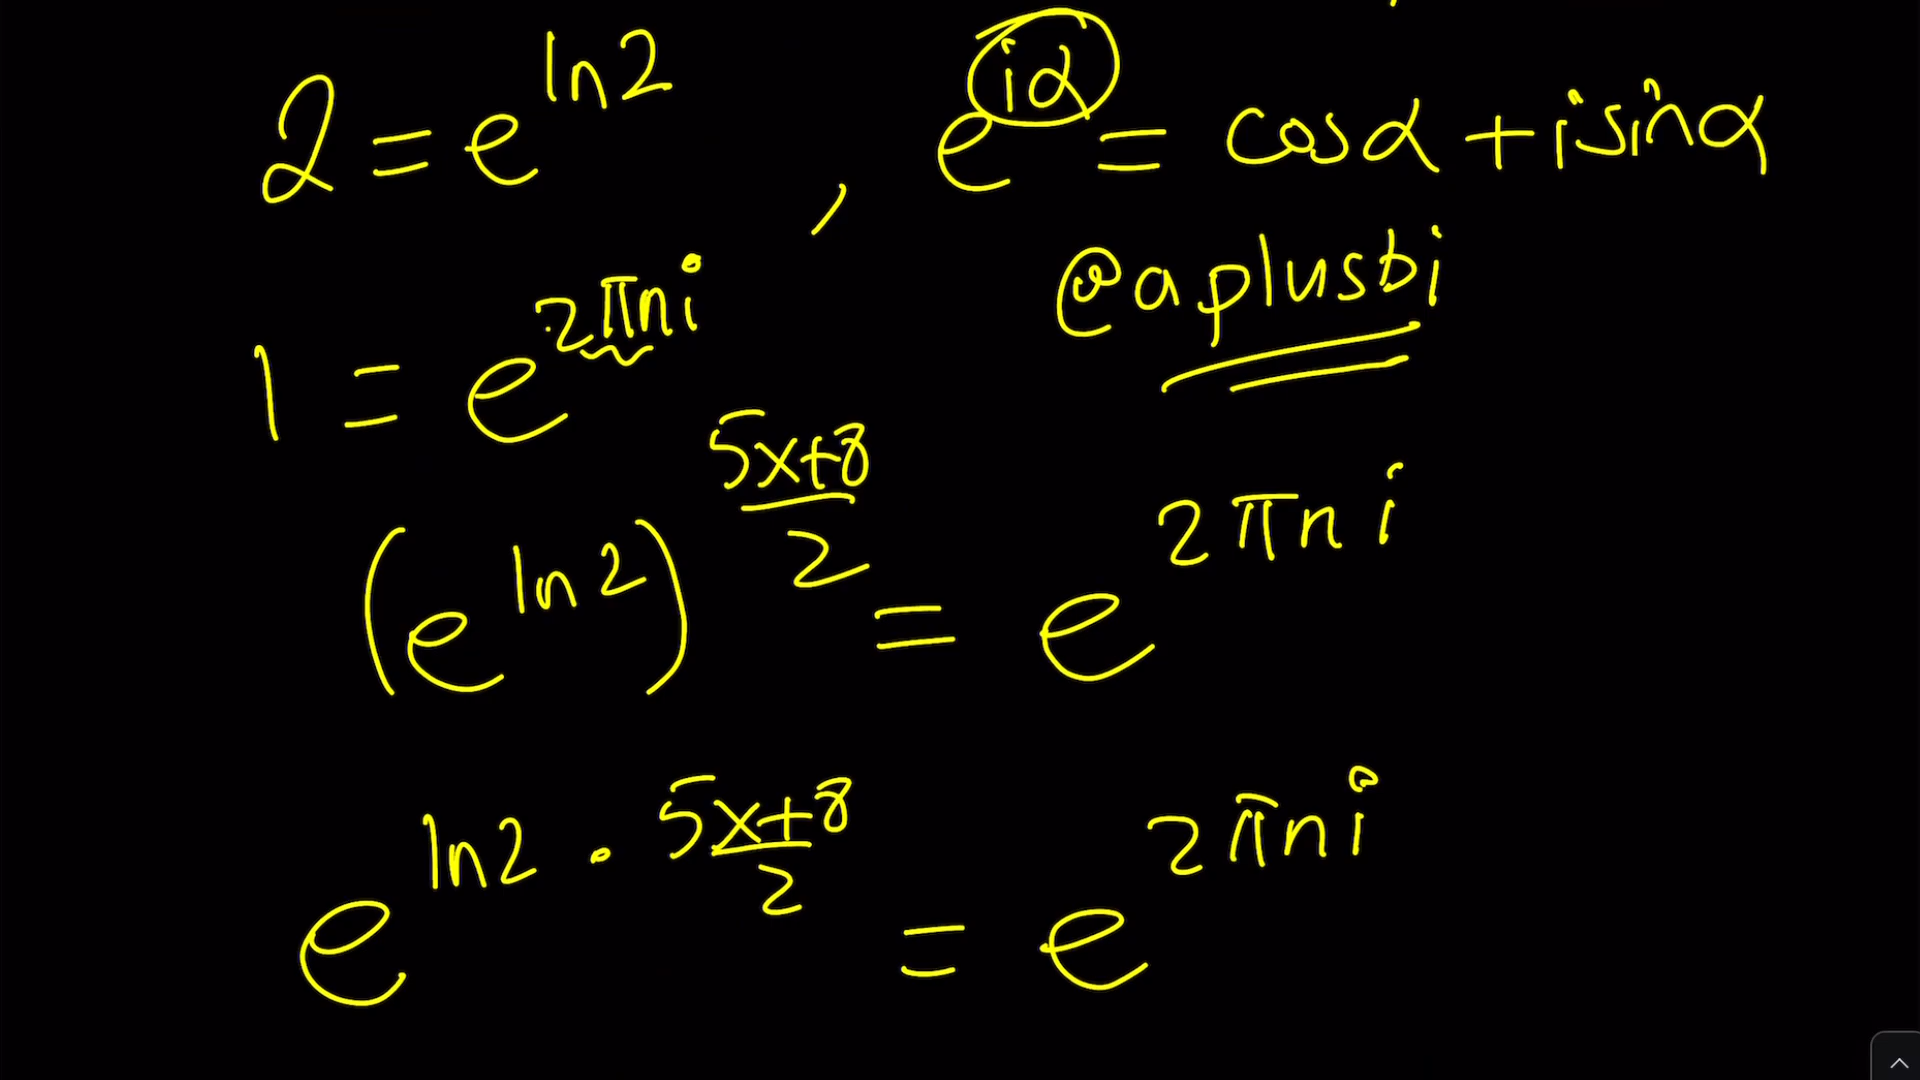 2 = e^ln2 , e^iα = cosα + isinα
@aplusbi
1 = e^2πni
(e^ln2)^(5x+8)/2 = e^2πni
e^ln2·(5x+8)/2 = e^2πni